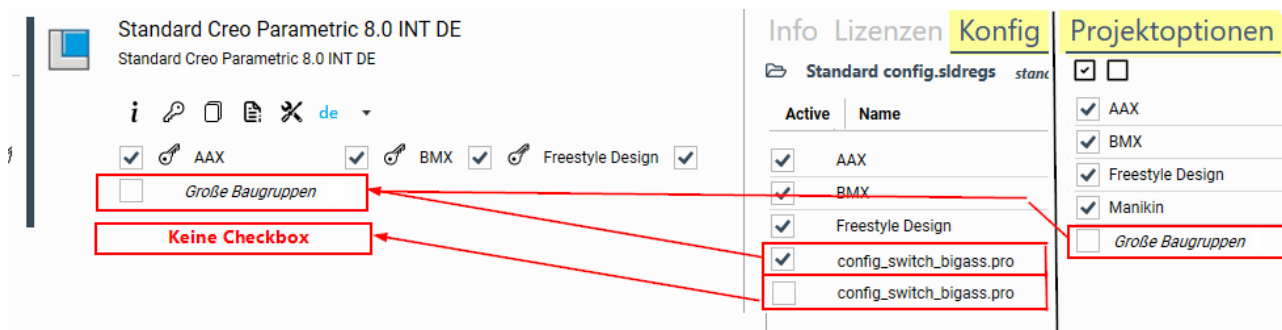 Standard Creo Parametric 8.0 INT DE
Standard Creo Parametric 8.0 INT DE
i de
AAX BMX Freestyle Design
Große Baugruppen
Keine Checkbox
Info Lizenzen Konfig
Standard config.sldregs
Active Name
AAX
BMX
Freestyle Design
config_switch_bigass.pro
config_switch_bigass.pro
Projektoptionen
AAX
BMX
Freestyle Design
Manikin
Große Baugruppen